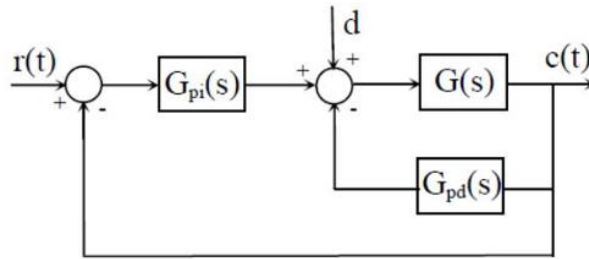 d
r(t)
G_pi(s)
G(s)
c(t)
+
-
+
+
-
G_pd(s)